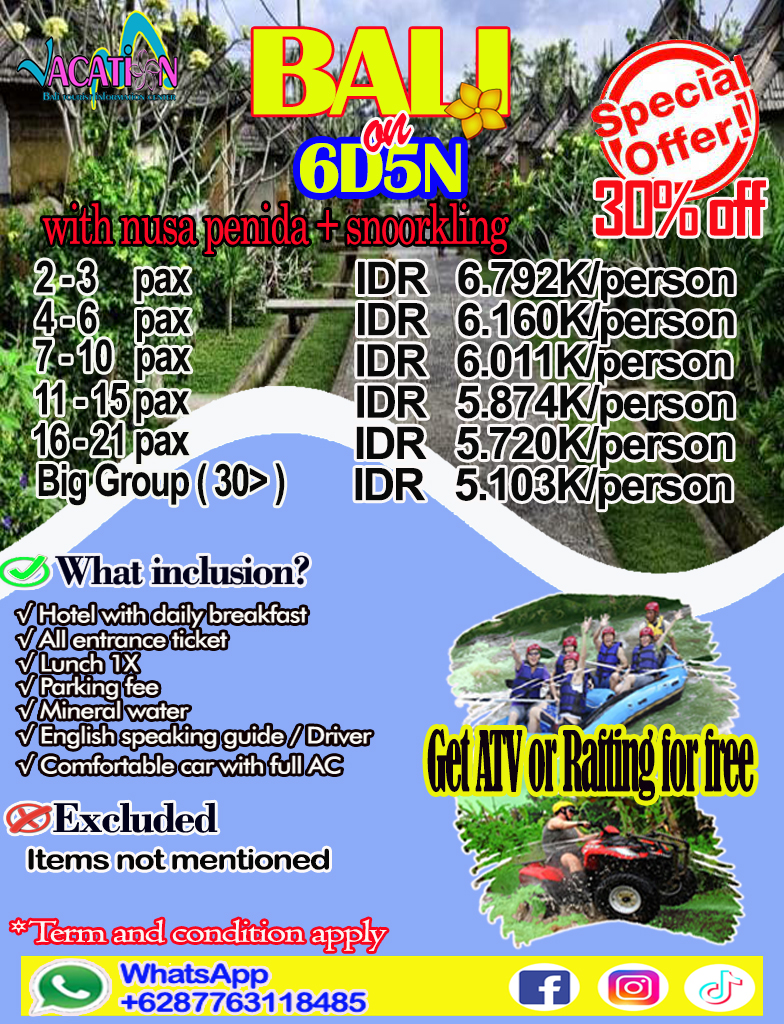 VACATION
BALI TOURIST INFORMATION CENTER
BALI
on
6D5N
Special
Offer!
30% off
with nusa penida + snoorkling
2 - 3 pax IDR 6.792K/person
4 - 6 pax IDR 6.160K/person
7 - 10 pax IDR 6.011K/person
11 - 15 pax IDR 5.874K/person
16 - 21 pax IDR 5.720K/person
Big Group ( 30> ) IDR 5.103K/person
What inclusion?
√ Hotel with daily breakfast
√ All entrance ticket
√ Lunch 1X
√ Parking fee
√ Mineral water
√ English speaking guide / Driver
√ Comfortable car with full AC
Get ATV or Rafting for free
Excluded
Items not mentioned
*Term and condition apply
WhatsApp
+6287763118485